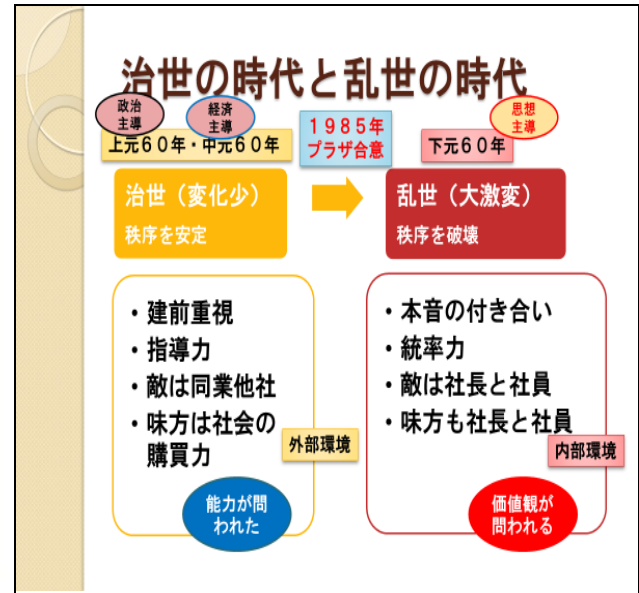 治世の時代と乱世の時代
政治
主導
経済
主導
上元６０年・中元６０年
１９８５年
プラザ合意
思想
主導
下元６０年
治世（変化少）
秩序を安定
乱世（大激変）
秩序を破壊
・建前重視
・指導力
・敵は同業他社
・味方は社会の
購買力
外部環境
能力が問
われた
・本音の付き合い
・統率力
・敵は社長と社員
・味方も社長と社員
内部環境
価値観が
問われる